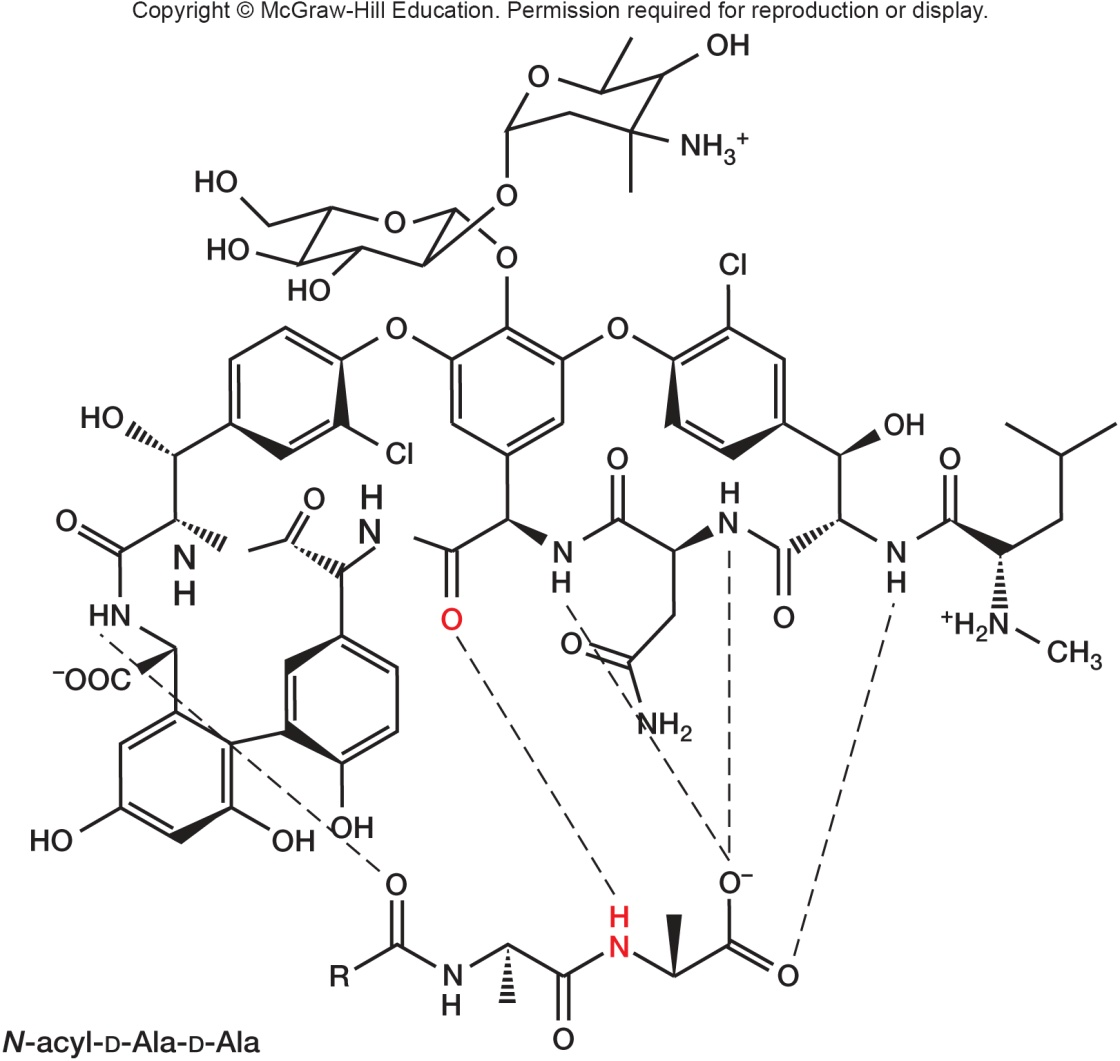 Copyright © McGraw-Hill Education. Permission required for reproduction or display.
OH
O
NH₃⁺
HO
O
O
HO
O
HO
Cl
O
O
HO
Cl
OH
O
O
H
H
O
O
N
N
N
N
N
H
H
H
O
HN
O
O
⁺H₂N
CH₃
⁻OOC
NH₂
HO
OH
OH
O
O⁻
H
N
R
N
H
O
O
N-acyl-D-Ala-D-Ala